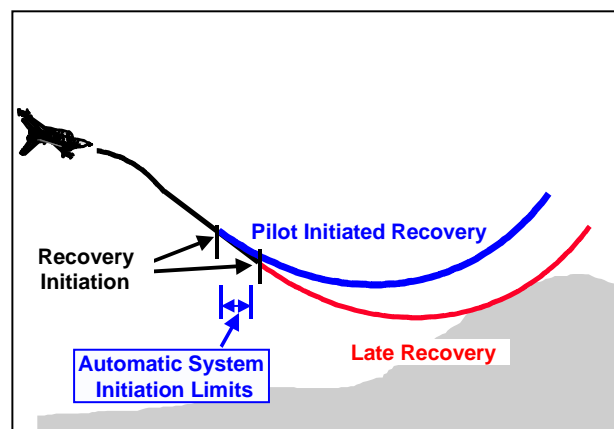 Pilot Initiated Recovery
Recovery
Initiation
Late Recovery
Automatic System
Initiation Limits